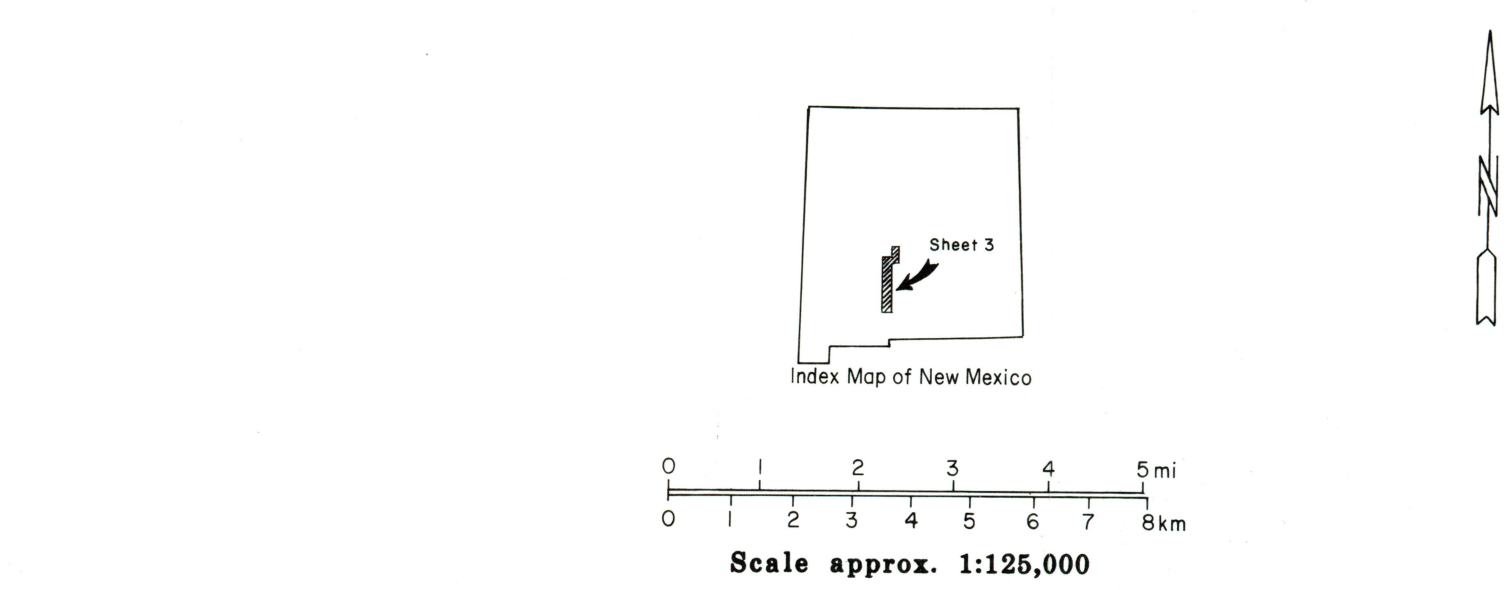 N
Sheet 3
Index Map of New Mexico
0 1 2 3 4 5 mi
0 1 2 3 4 5 6 7 8 km
Scale approx. 1:125,000